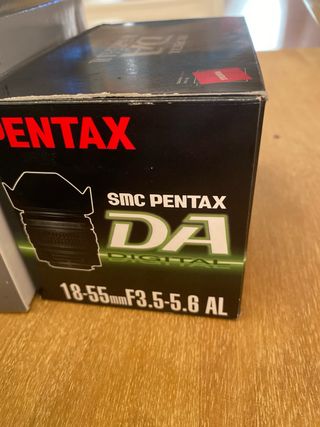 PENTAX
smc PENTAX
DA
DIGITAL
18-55mm F3.5-5.6 AL